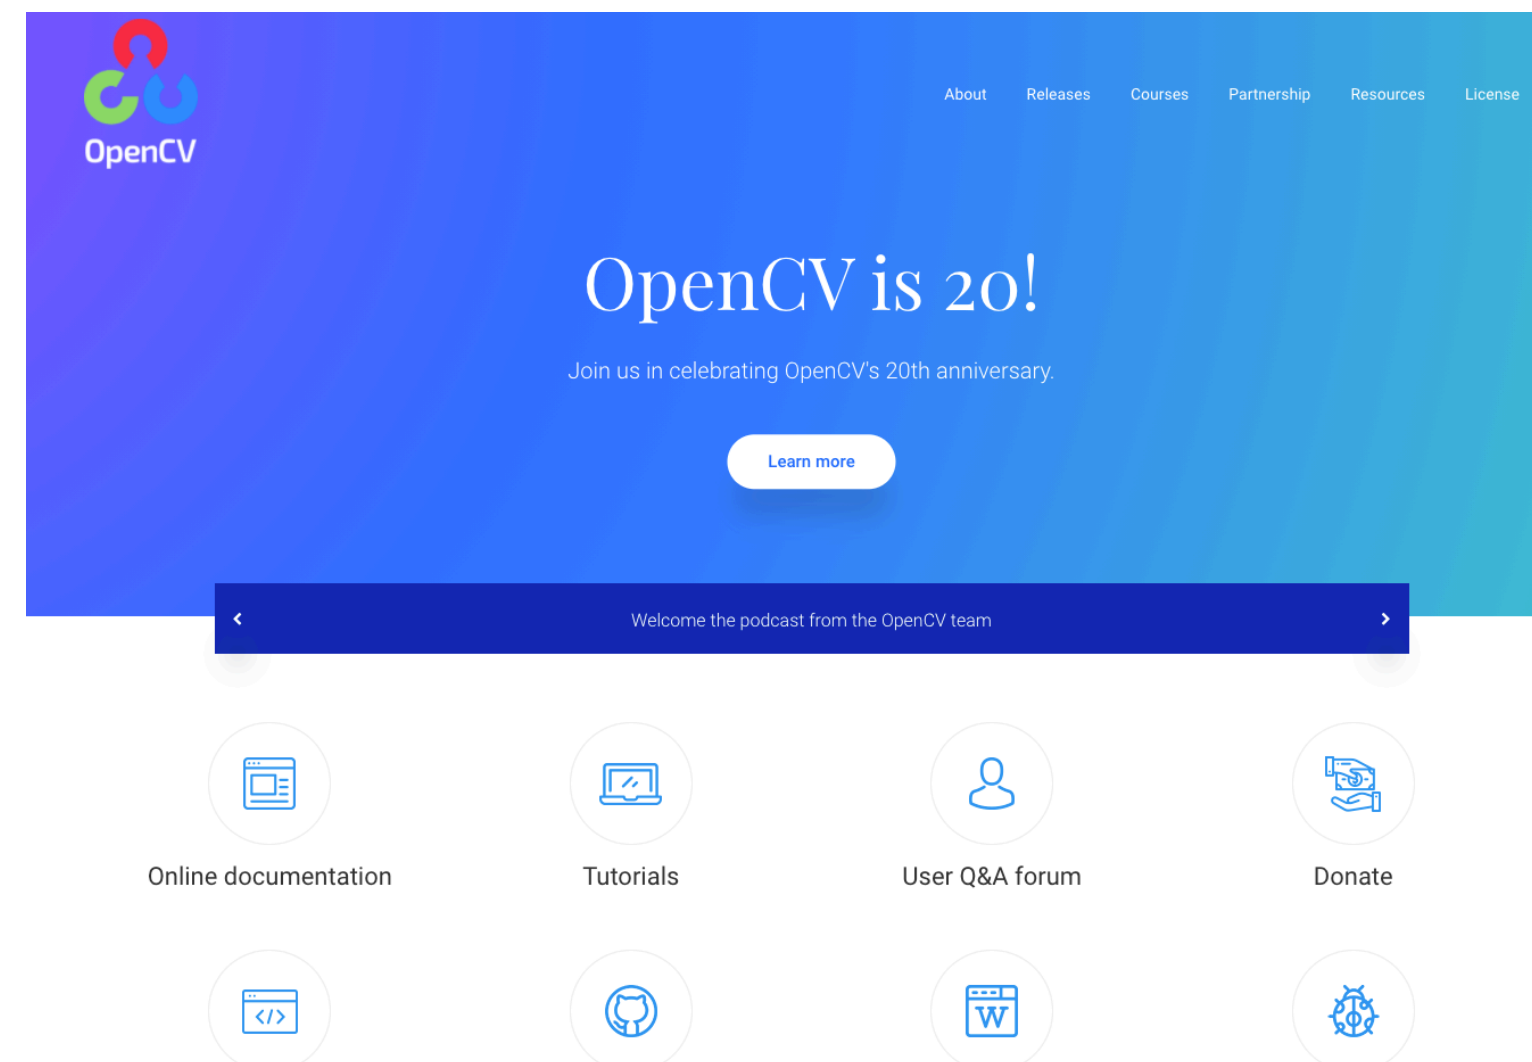 OpenCV
About Releases Courses Partnership Resources License
OpenCV is 20!
Join us in celebrating OpenCV's 20th anniversary.
Learn more
Welcome the podcast from the OpenCV team
Online documentation
Tutorials
User Q&A forum
Donate
</>
W